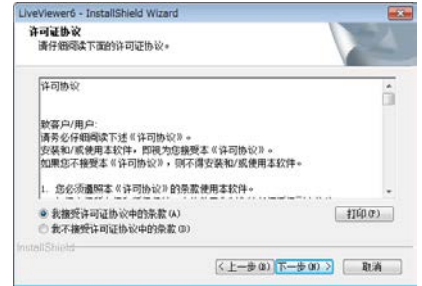 LiveViewer6 - InstallShield Wizard
许可证协议
请仔细阅读下面的许可证协议。
许可协议
致客户/用户:
请务必仔细阅读下述《许可协议》。
安装和/或使用本软件，即视为您接受本《许可协议》。
如果您不接受本《许可协议》，则不得安装和/或使用本软件。
1. 您必须遵照本《许可协议》的条款使用本软件。
我接受许可证协议中的条款(A)
打印(P)
我不接受许可证协议中的条款(D)
InstallShield
<上一步(B)
下一步(N) >
取消